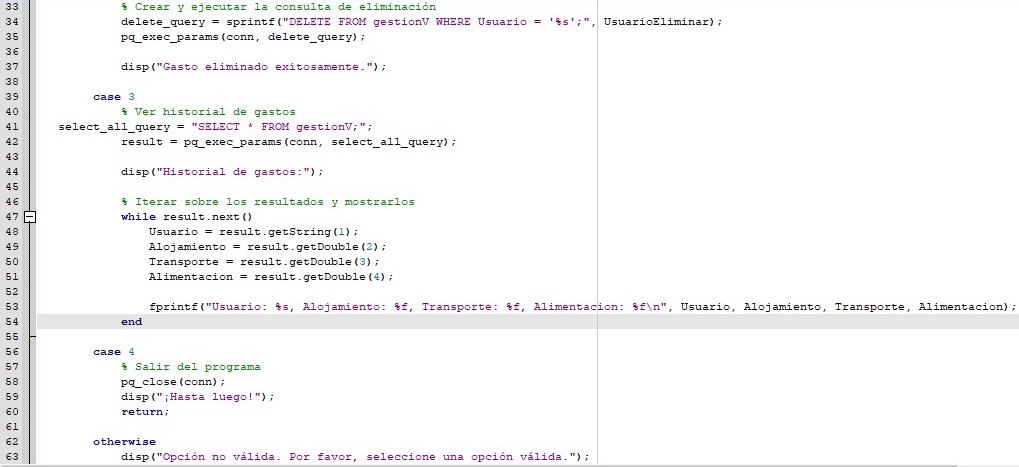 33 % Crear y ejecutar la consulta de eliminación
34 delete_query = sprintf("DELETE FROM gestionV WHERE Usuario = '%s';", UsuarioEliminar);
35 pq_exec_params(conn, delete_query);
36
37 disp("Gasto eliminado exitosamente.");
38
39 case 3
40 % Ver historial de gastos
41 select_all_query = "SELECT * FROM gestionV;";
42 result = pq_exec_params(conn, select_all_query);
43
44 disp("Historial de gastos:");
45
46 % Iterar sobre los resultados y mostrarlos
47 while result.next()
48 Usuario = result.getString(1);
49 Alojamiento = result.getDouble(2);
50 Transporte = result.getDouble(3);
51 Alimentacion = result.getDouble(4);
52
53 fprintf("Usuario: %s, Alojamiento: %f, Transporte: %f, Alimentacion: %f\n", Usuario, Alojamiento, Transporte, Alimentacion);
54 end
55
56 case 4
57 % Salir del programa
58 pq_close(conn);
59 disp("¡Hasta luego!");
60 return;
61
62 otherwise
63 disp("Opción no válida. Por favor, seleccione una opción válida.");